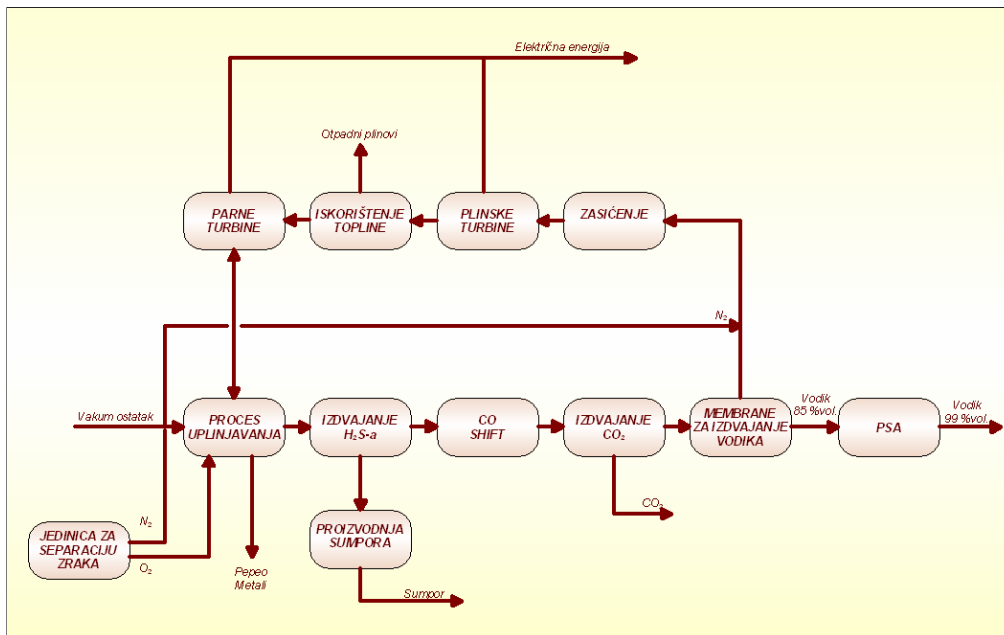 Električna energija
Otpadni plinovi
PARNE
TURBINE
ISKORIŠTENJE
TOPLINE
PLINSKE
TURBINE
ZASIĆENJE
N₂
Vakum ostatak
PROCES
UPLINJAVANJA
IZDVAJANJE
H₂S-a
CO
SHIFT
IZDVAJANJE
CO₂
MEMBRANE
ZA IZDVAJANJE
VODIKA
Vodik
85 %vol.
PSA
Vodik
99 %vol.
JEDINICA ZA
SEPARACIJU
ZRAKA
N₂
O₂
Pepeo
Metali
PROIZVODNJA
SUMPORA
Sumpor
CO₂